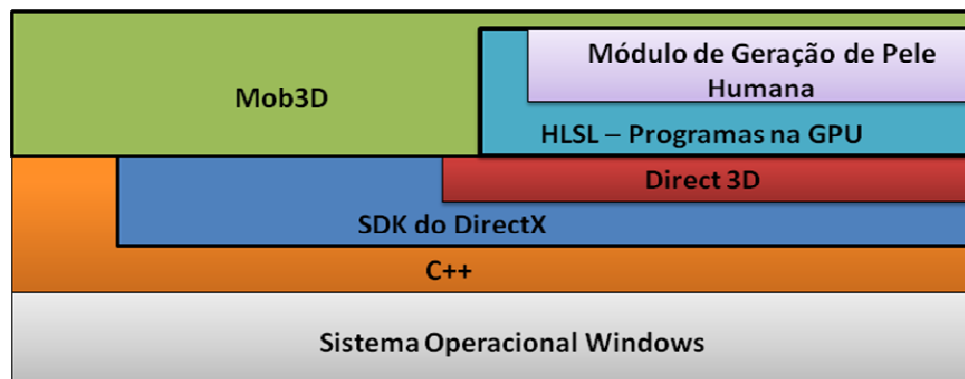 Módulo de Geração de Pele
Humana
Mob3D
HLSL – Programas na GPU
Direct 3D
SDK do DirectX
C++
Sistema Operacional Windows